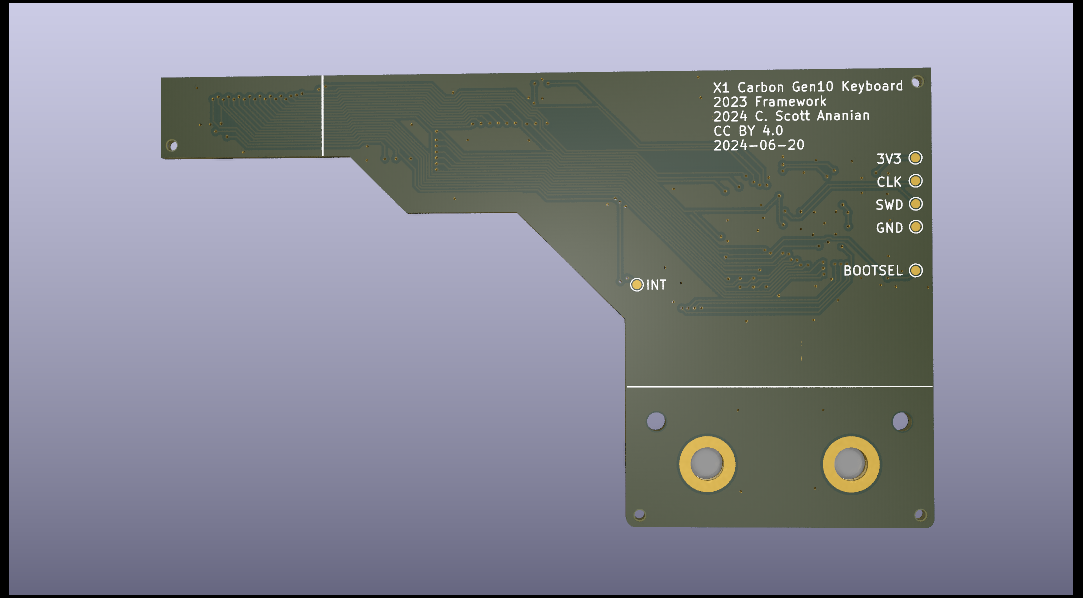 X1 Carbon Gen10 Keyboard
2023 Framework
2024 C. Scott Ananian
CC BY 4.0
2024-06-20
3V3
CLK
SWD
GND
BOOTSEL
INT